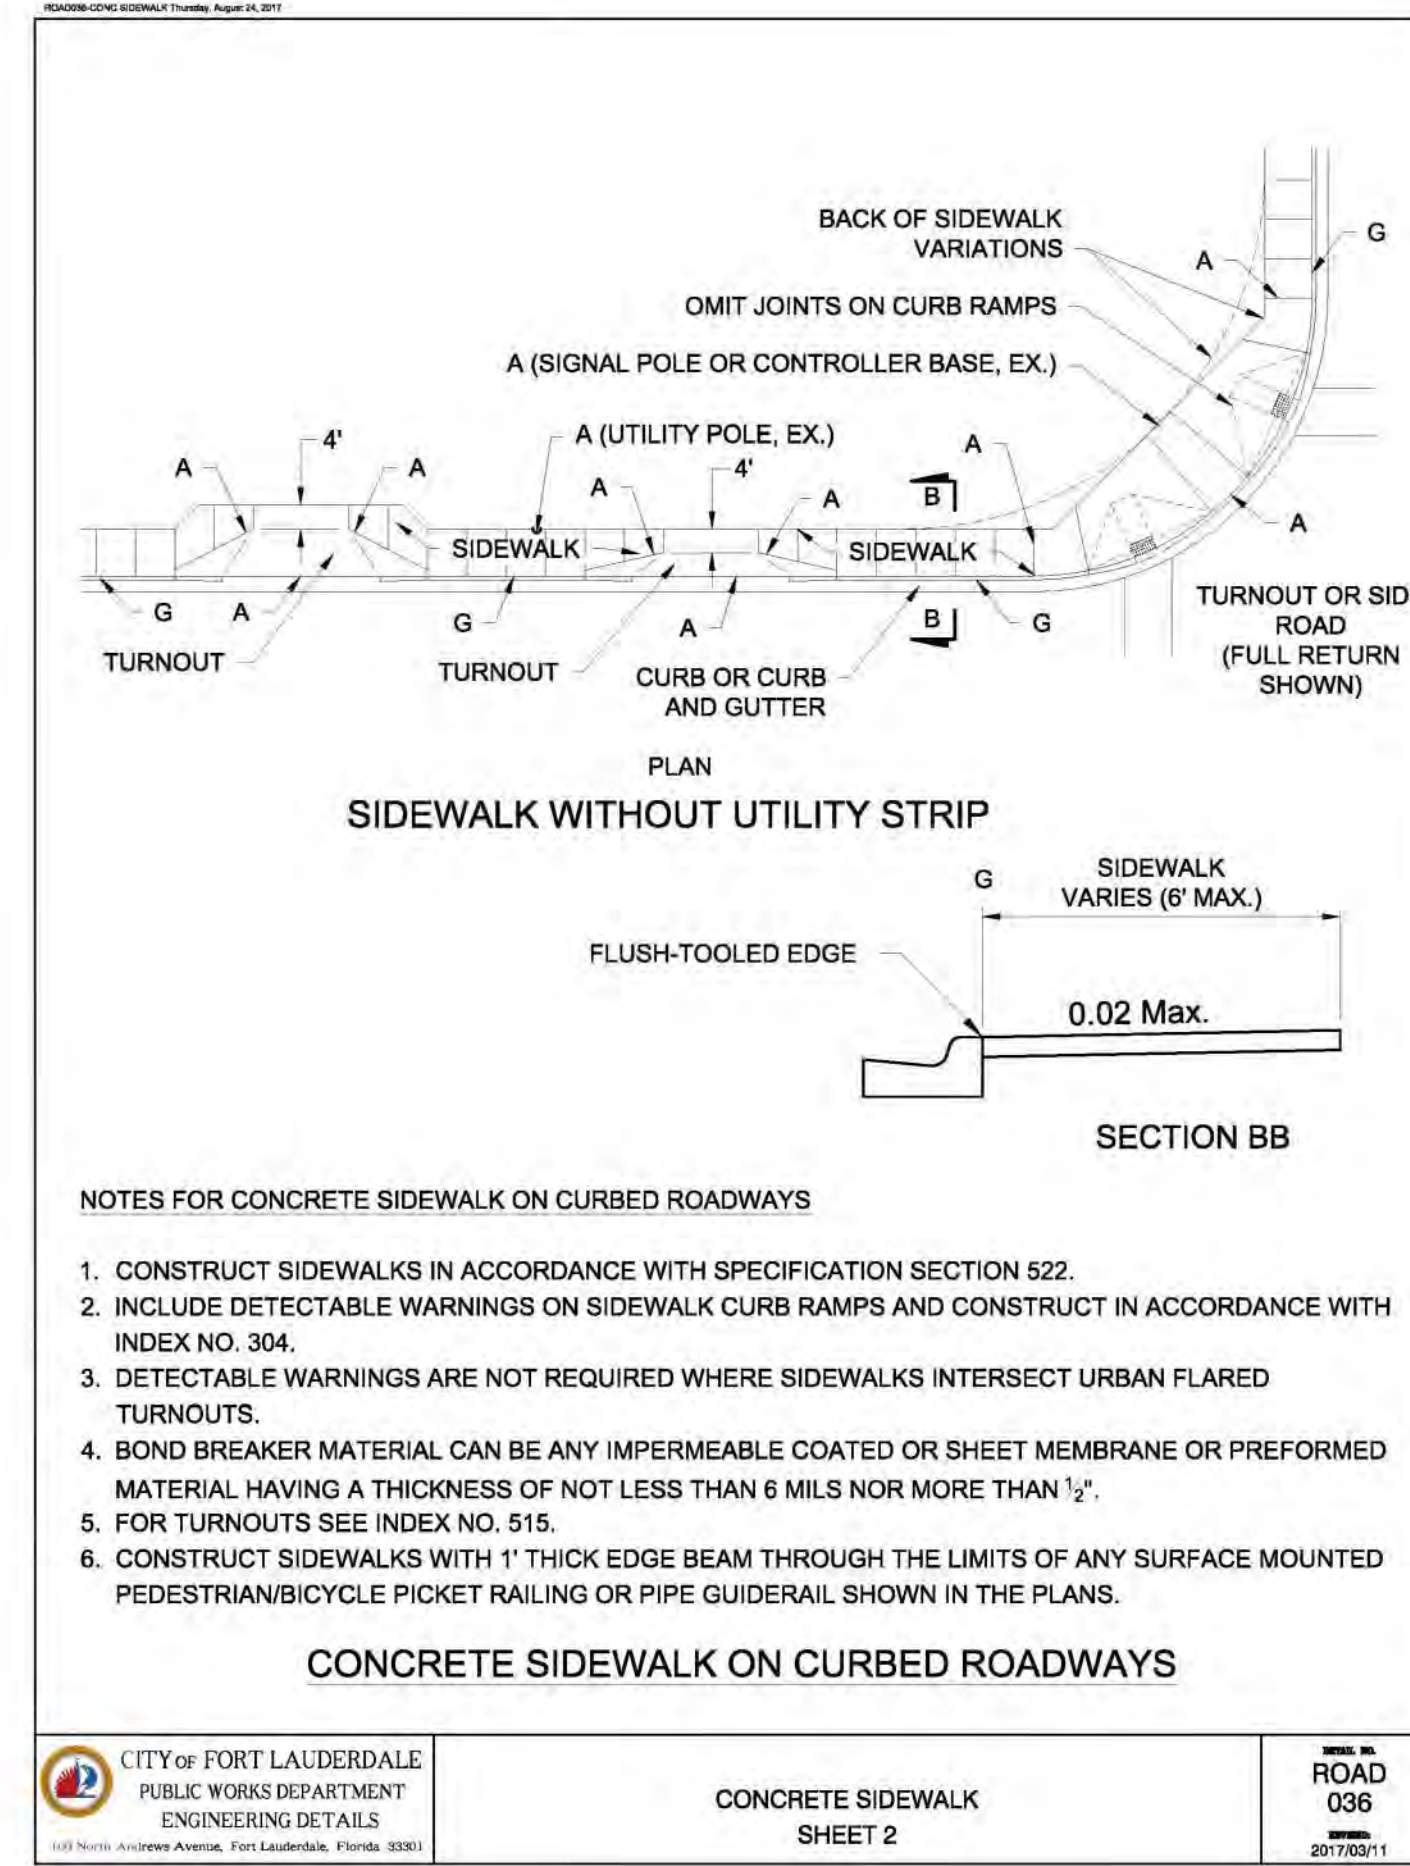 ROAD036-CONC SIDEWALK Thursday, August 24, 2017
BACK OF SIDEWALK
VARIATIONS
G
A
OMIT JOINTS ON CURB RAMPS
A (SIGNAL POLE OR CONTROLLER BASE, EX.)
4'
A (UTILITY POLE, EX.)
A
A
A
4'
A
A
B
A
SIDEWALK
SIDEWALK
G
A
G
A
B
G
TURNOUT OR SID
ROAD
(FULL RETURN
SHOWN)
TURNOUT
TURNOUT
CURB OR CURB
AND GUTTER
PLAN
SIDEWALK WITHOUT UTILITY STRIP
G
SIDEWALK
VARIES (6' MAX.)
FLUSH-TOOLED EDGE
0.02 Max.
SECTION BB
NOTES FOR CONCRETE SIDEWALK ON CURBED ROADWAYS
1. CONSTRUCT SIDEWALKS IN ACCORDANCE WITH SPECIFICATION SECTION 522.
2. INCLUDE DETECTABLE WARNINGS ON SIDEWALK CURB RAMPS AND CONSTRUCT IN ACCORDANCE WITH
INDEX NO. 304.
3. DETECTABLE WARNINGS ARE NOT REQUIRED WHERE SIDEWALKS INTERSECT URBAN FLARED
TURNOUTS.
4. BOND BREAKER MATERIAL CAN BE ANY IMPERMEABLE COATED OR SHEET MEMBRANE OR PREFORMED
MATERIAL HAVING A THICKNESS OF NOT LESS THAN 6 MILS NOR MORE THAN ½".
5. FOR TURNOUTS SEE INDEX NO. 515.
6. CONSTRUCT SIDEWALKS WITH 1' THICK EDGE BEAM THROUGH THE LIMITS OF ANY SURFACE MOUNTED
PEDESTRIAN/BICYCLE PICKET RAILING OR PIPE GUIDERAIL SHOWN IN THE PLANS.
CONCRETE SIDEWALK ON CURBED ROADWAYS
CITY OF FORT LAUDERDALE
PUBLIC WORKS DEPARTMENT
ENGINEERING DETAILS
100 North Andrews Avenue, Fort Lauderdale, Florida 33301
CONCRETE SIDEWALK
SHEET 2
DETAIL NO.
ROAD
036
REVISED:
2017/03/11